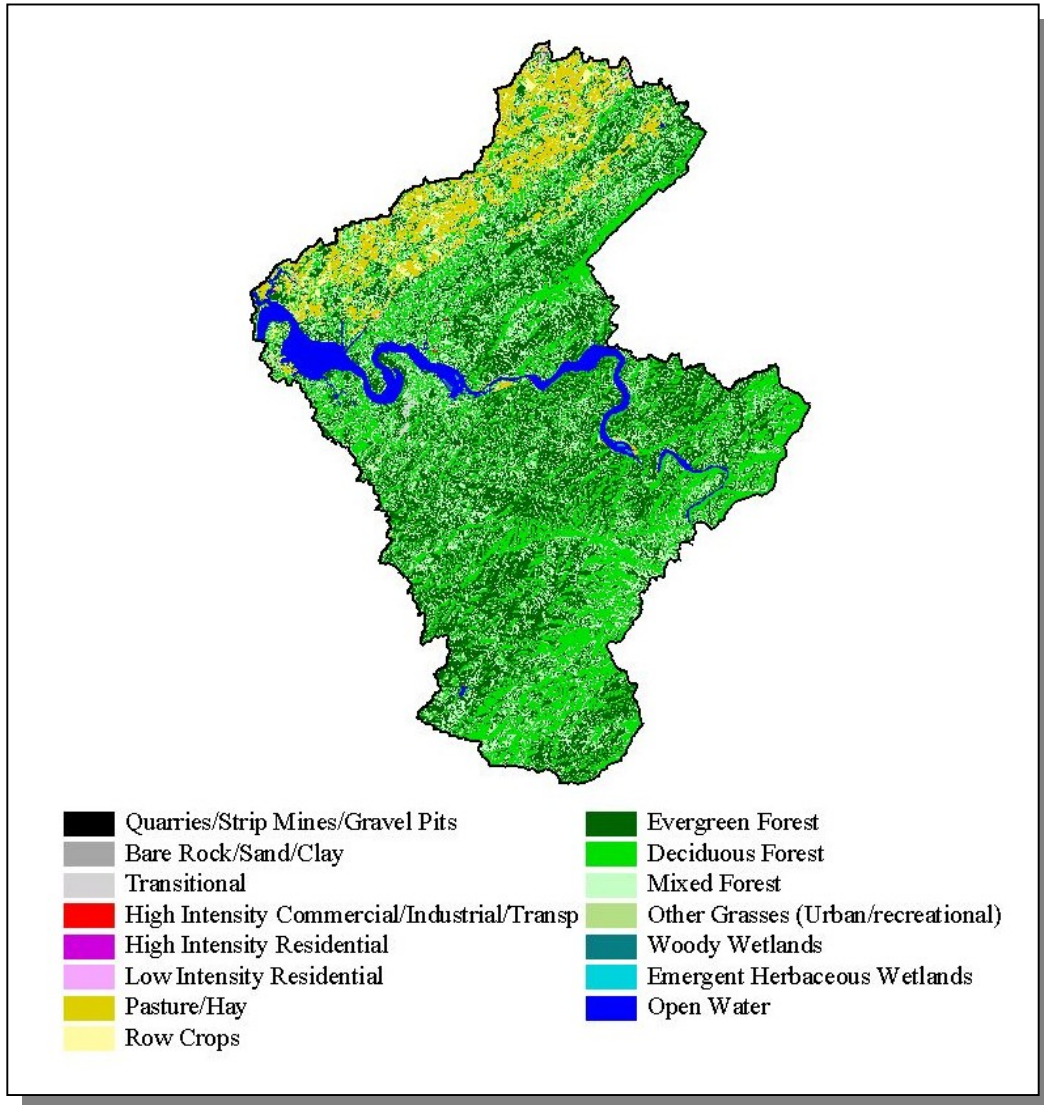 Quarries/Strip Mines/Gravel Pits
Bare Rock/Sand/Clay
Transitional
High Intensity Commercial/Industrial/Transp
High Intensity Residential
Low Intensity Residential
Pasture/Hay
Row Crops
Evergreen Forest
Deciduous Forest
Mixed Forest
Other Grasses (Urban/recreational)
Woody Wetlands
Emergent Herbaceous Wetlands
Open Water